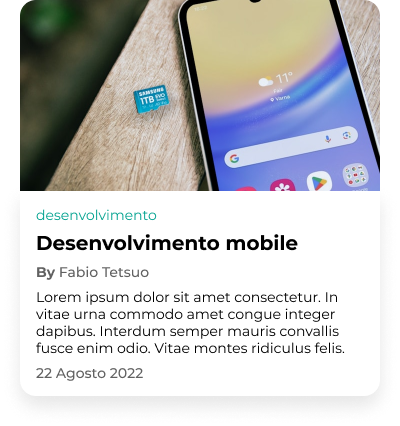 SAMSUNG
1TB EVO
11°
Varna
desenvolvimento
Desenvolvimento mobile
By Fabio Tetsuo
Lorem ipsum dolor sit amet consectetur. In
vitae urna commodo amet congue integer
dapibus. Interdum semper mauris convallis
fusce enim odio. Vitae montes ridiculus felis.
22 Agosto 2022